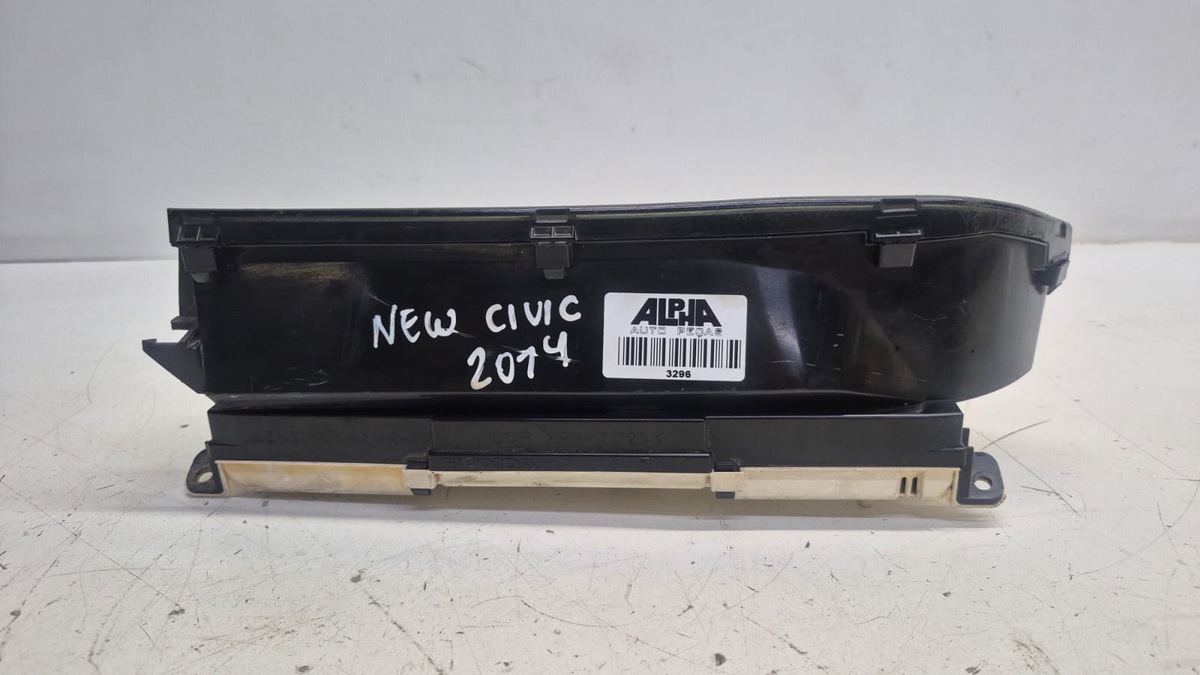 NEW CIVIC
2014
ALPHA
AUTO PEÇAS
3296